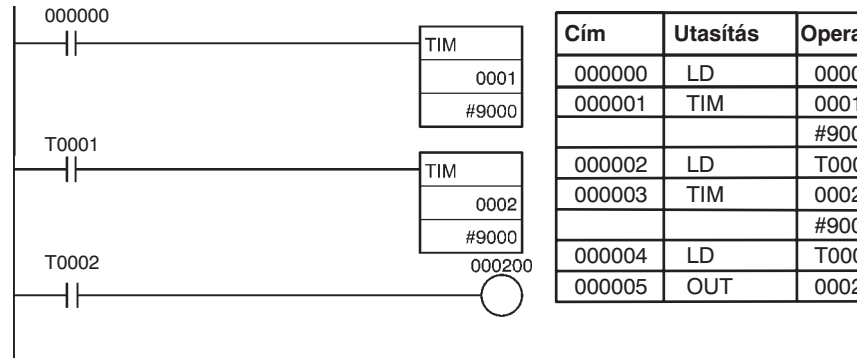 000000
TIM
0001
#9000
T0001
TIM
0002
#9000
T0002
000200
Cím Utasítás
000000 LD
000001 TIM
000002 LD
000003 TIM
000004 LD
000005 OUT